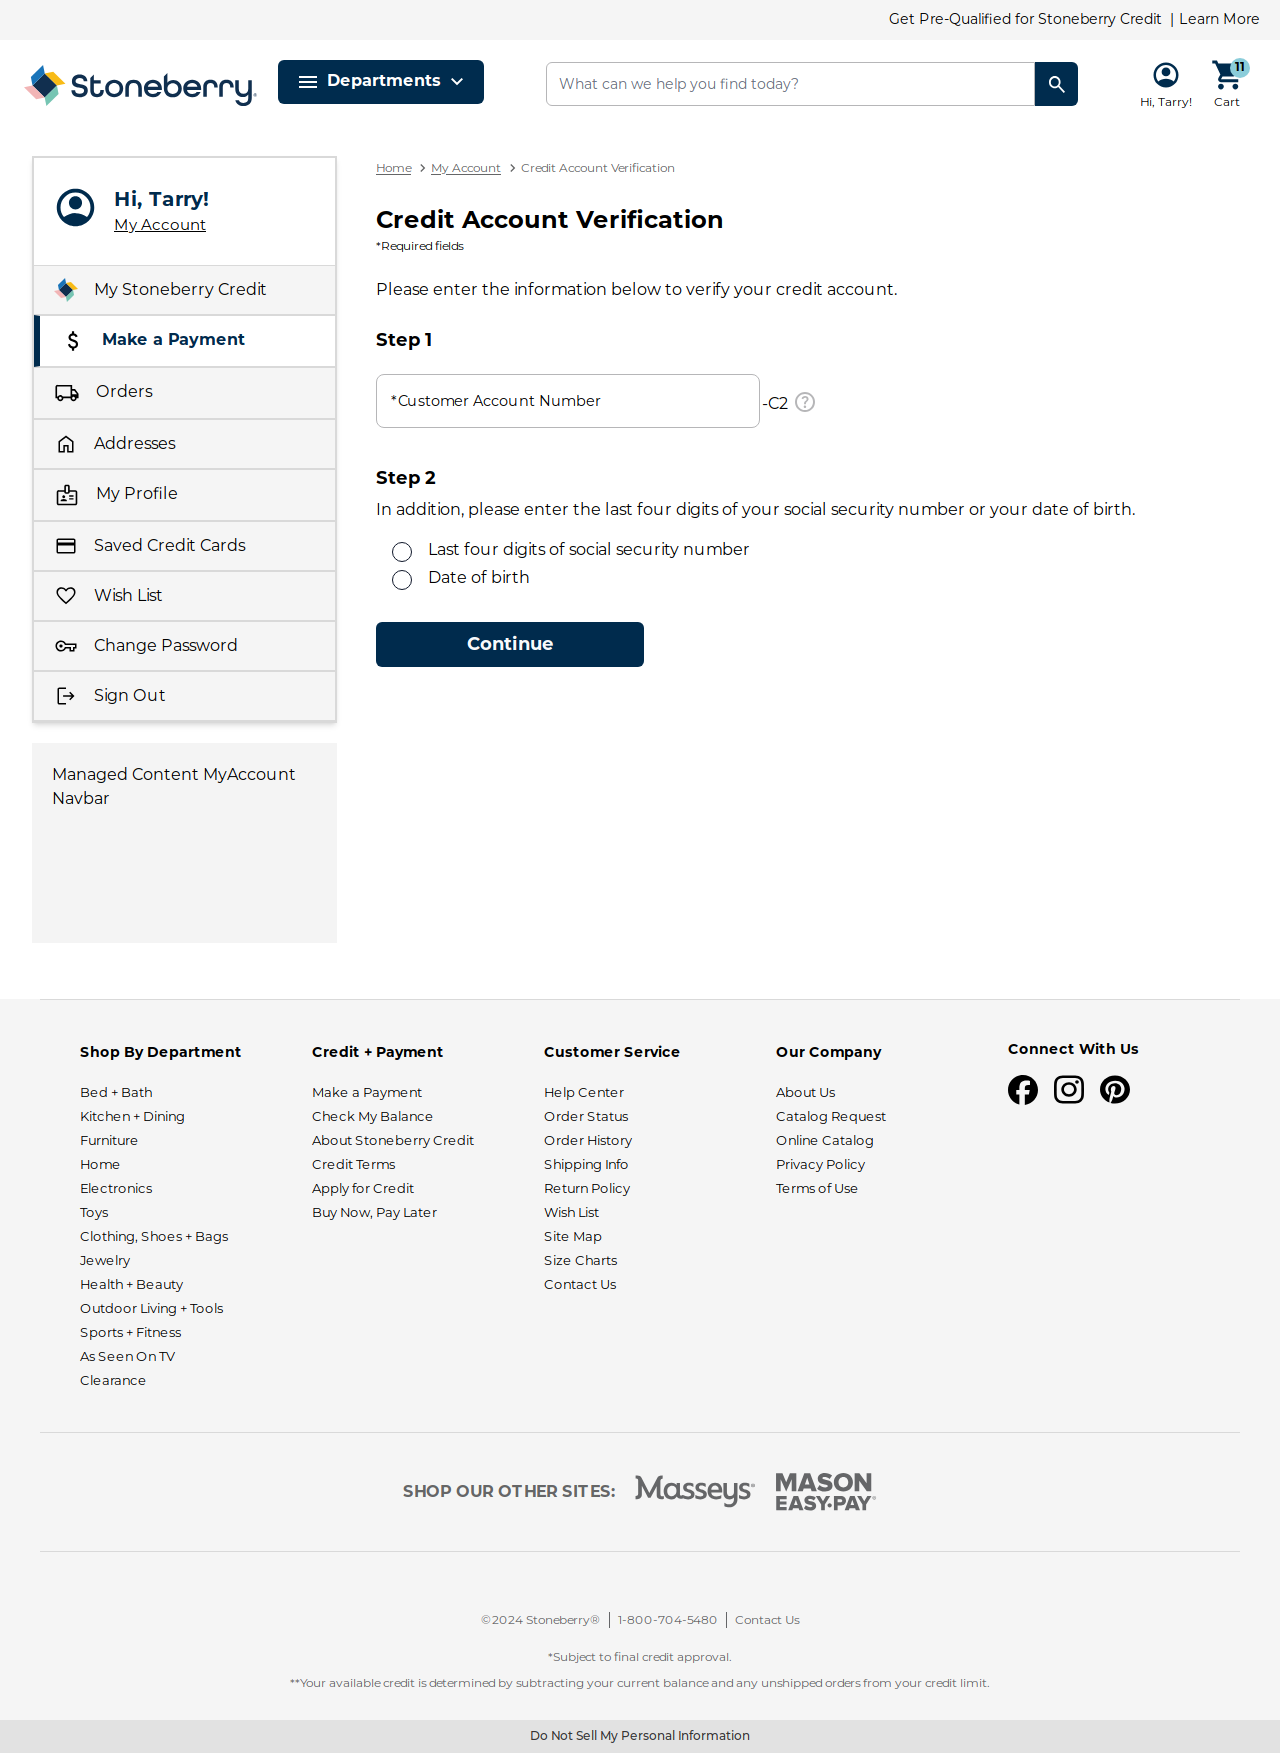 Get Pre-Qualified for Stoneberry Credit | Learn More
Stoneberry®
Departments
What can we help you find today?
Hi, Tarry!
11
Cart
Hi, Tarry!
My Account
My Stoneberry Credit
Make a Payment
Orders
Addresses
My Profile
Saved Credit Cards
Wish List
Change Password
Sign Out
Managed Content MyAccount
Navbar
Home > My Account > Credit Account Verification
Credit Account Verification
*Required fields
Please enter the information below to verify your credit account.
Step 1
*Customer Account Number
-C2 ?
Step 2
In addition, please enter the last four digits of your social security number or your date of birth.
Last four digits of social security number
Date of birth
Continue
Shop By Department
Bed + Bath
Kitchen + Dining
Furniture
Home
Electronics
Toys
Clothing, Shoes + Bags
Jewelry
Health + Beauty
Outdoor Living + Tools
Sports + Fitness
As Seen On TV
Clearance
Credit + Payment
Make a Payment
Check My Balance
About Stoneberry Credit
Credit Terms
Apply for Credit
Buy Now, Pay Later
Customer Service
Help Center
Order Status
Order History
Shipping Info
Return Policy
Wish List
Site Map
Size Charts
Contact Us
Our Company
About Us
Catalog Request
Online Catalog
Privacy Policy
Terms of Use
Connect With Us
SHOP OUR OTHER SITES:
Masseys®
MASON
EASY•PAY®
©2024 Stoneberry® | 1-800-704-5480 | Contact Us
*Subject to final credit approval.
**Your available credit is determined by subtracting your current balance and any unshipped orders from your credit limit.
Do Not Sell My Personal Information